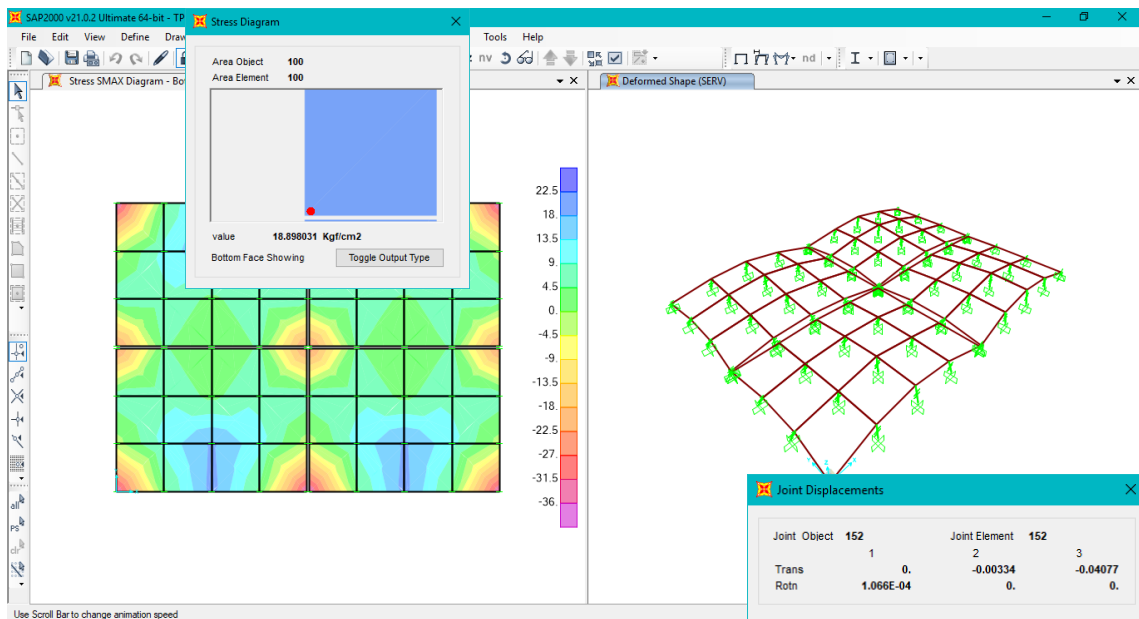 SAP2000 v21.0.2 Ultimate 64-bit - TP
Stress Diagram
File Edit View Define Draw Tools Help
nv
nd
Stress SMAX Diagram - Bo
Deformed Shape (SERV)
Area Object 100
Area Element 100
value 18.898031 Kgf/cm2
Bottom Face Showing Toggle Output Type
22.5
18.
13.5
9.
4.5
0.
-4.5
-9.
-13.5
-18.
-22.5
-27.
-31.5
-36.
all
PS
clr
Joint Displacements
Joint Object 152 Joint Element 152
1 2 3
Trans 0. -0.00334 -0.04077
Rotn 1.066E-04 0. 0.
Use Scroll Bar to change animation speed